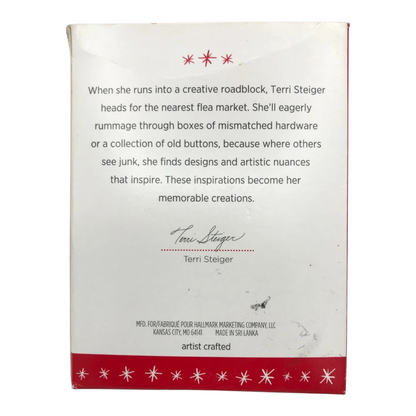 When she runs into a creative roadblock, Terri Steiger
heads for the nearest flea market. She'll eagerly
rummage through boxes of mismatched hardware
or a collection of old buttons, because where others
see junk, she finds designs and artistic nuances
that inspire. These inspirations become her
memorable creations.
Terri Steiger
Terri Steiger
MFD. FOR/FABRIQUÉ POUR HALLMARK MARKETING COMPANY, LLC
KANSAS CITY, MO 64141 MADE IN SRI LANKA
artist crafted